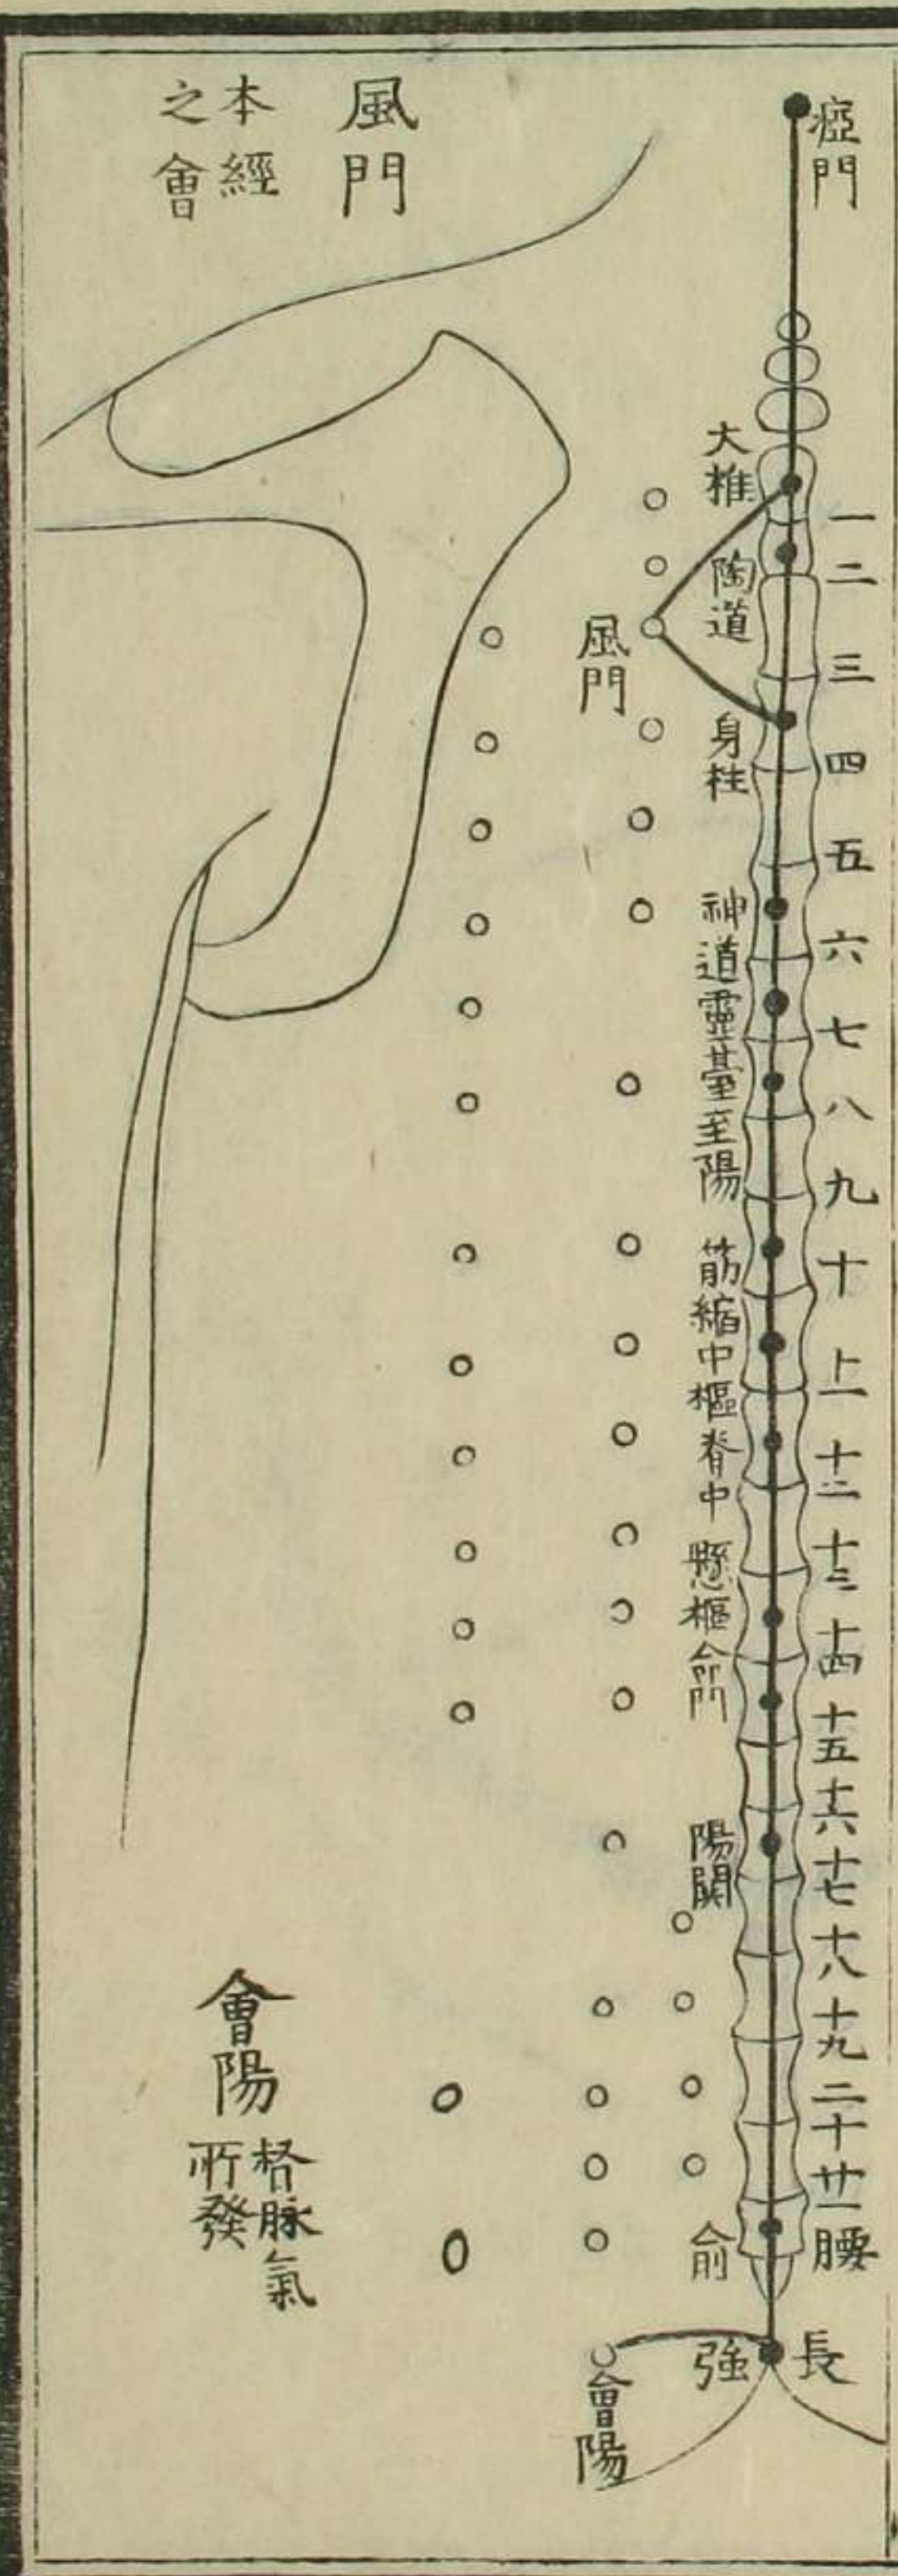 瘂門
一
二
三
四
五
六
七
八
九
十
十一
十二
十三
十四
十五
十六
十七
十八
十九
二十
廿一
腰俞
長強
大椎
陶道
身柱
神道
靈臺
至陽
筋縮
中樞
脊中
懸樞
命門
陽関
風門
會陽
風門
本經
之會
會陽
脉氣
所發